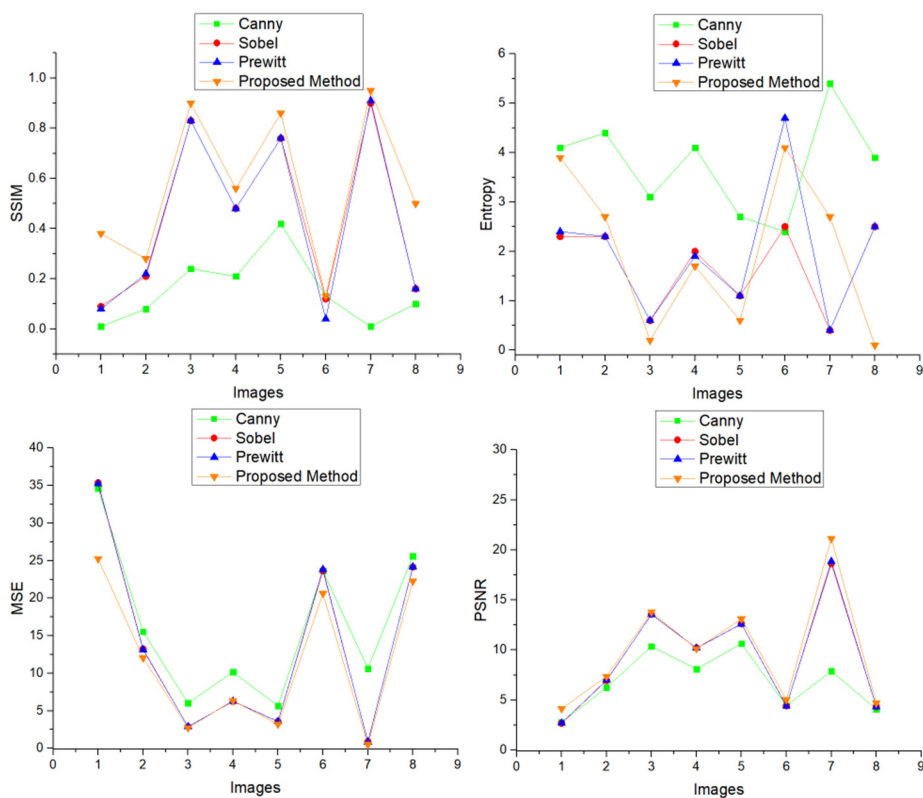 Canny
Sobel
Prewitt
Proposed Method
SSIM
1.0
0.8
0.6
0.4
0.2
0.0
0 1 2 3 4 5 6 7 8 9
Images
Canny
Sobel
Prewitt
Proposed Method
Entropy
6
5
4
3
2
1
0
0 1 2 3 4 5 6 7 8 9
Images
Canny
Sobel
Prewitt
Proposed Method
MSE
40
35
30
25
20
15
10
5
0
0 1 2 3 4 5 6 7 8 9
Images
Canny
Sobel
Prewitt
Proposed Method
PSNR
30
25
20
15
10
5
0
0 1 2 3 4 5 6 7 8 9
Images